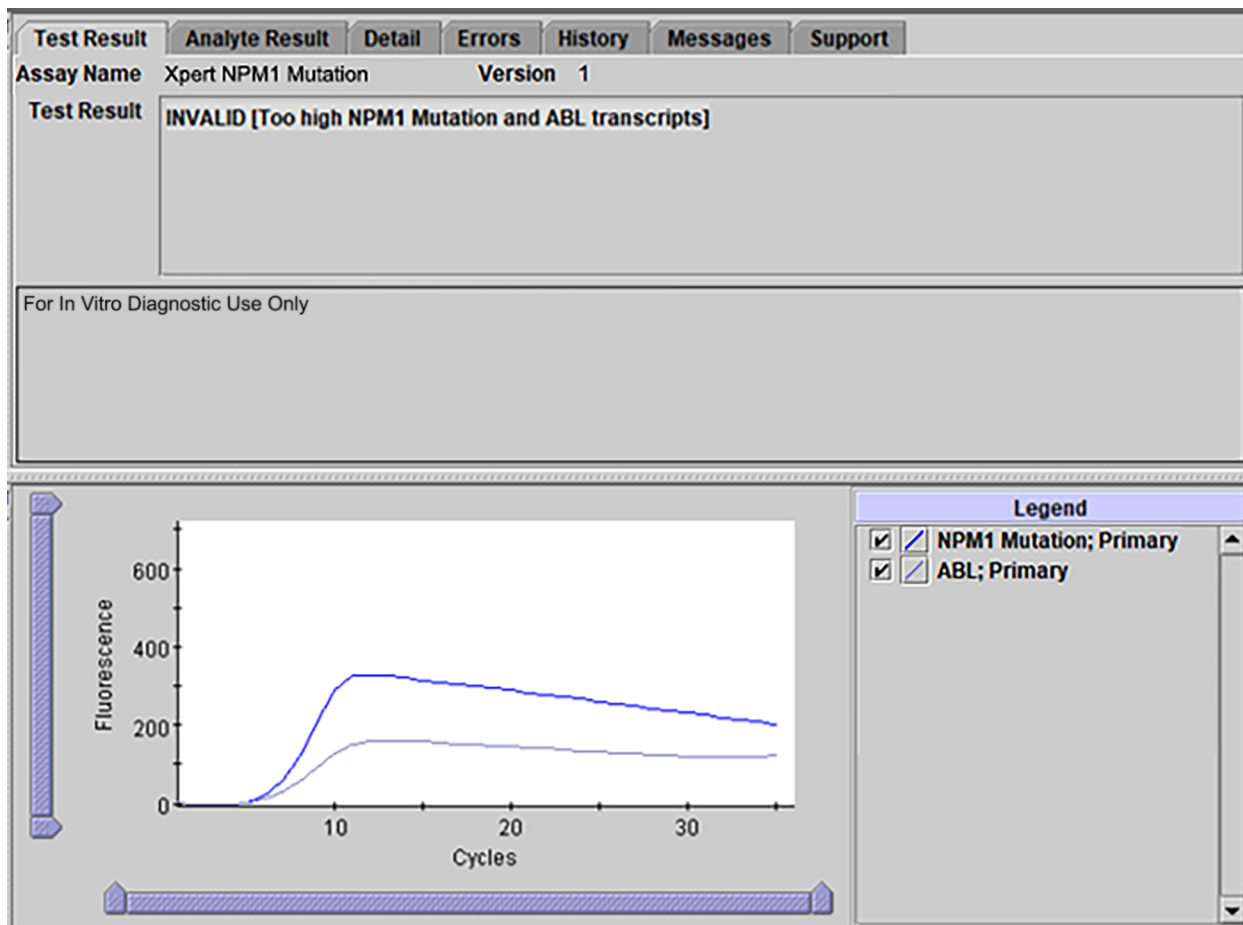 Test Result Analyte Result Detail Errors History Messages Support
Assay Name Xpert NPM1 Mutation Version 1
Test Result INVALID [Too high NPM1 Mutation and ABL transcripts]
For In Vitro Diagnostic Use Only
Legend
NPM1 Mutation; Primary
ABL; Primary
Fluorescence
600
400
200
0
10 20 30
Cycles